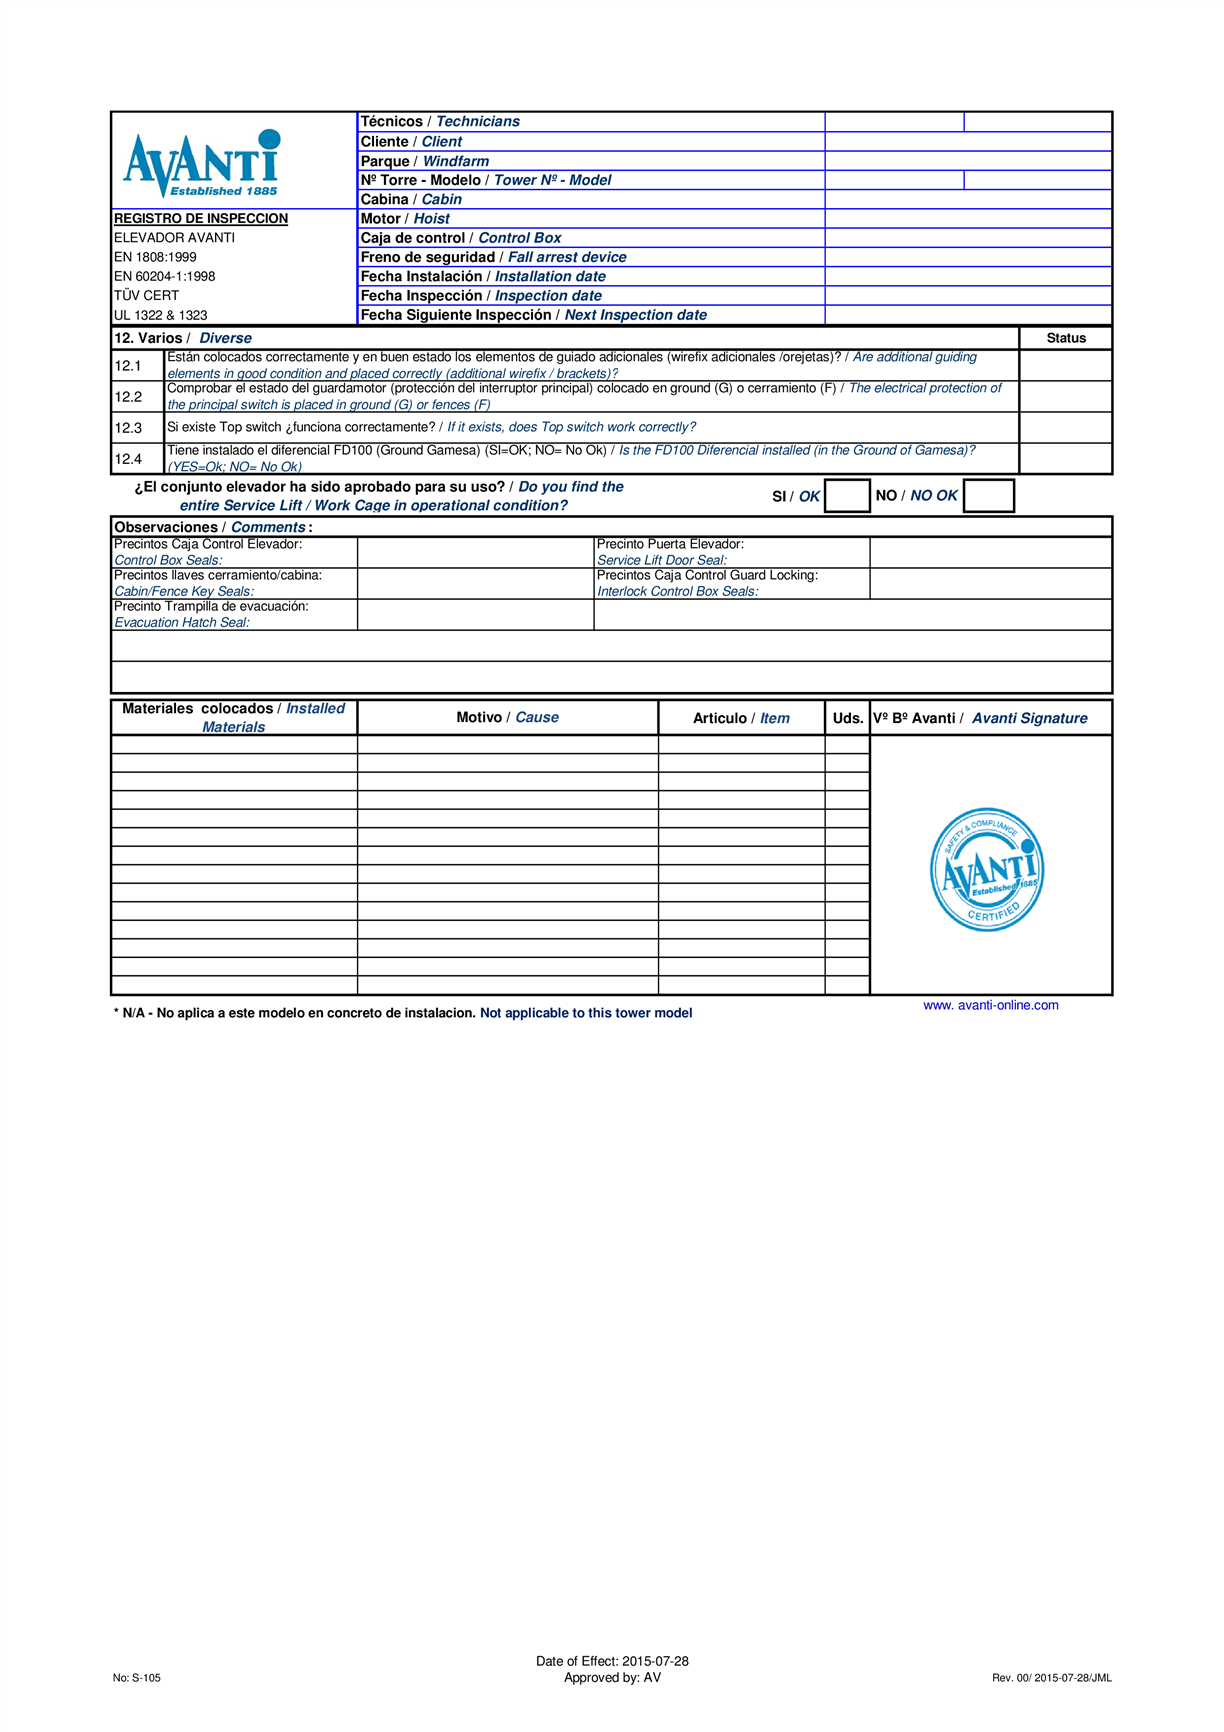 AVANTI
Established 1885
Técnicos / Technicians
Cliente / Client
Parque / Windfarm
Nº Torre - Modelo / Tower Nº - Model
Cabina / Cabin
REGISTRO DE INSPECCION
Motor / Hoist
ELEVADOR AVANTI
Caja de control / Control Box
EN 1808:1999
Freno de seguridad / Fall arrest device
EN 60204-1:1998
Fecha Instalación / Installation date
TÜV CERT
Fecha Inspección / Inspection date
UL 1322 & 1323
Fecha Siguiente Inspección / Next Inspection date
12. Varios / Diverse
Status
12.1
Están colocados correctamente y en buen estado los elementos de guiado adicionales (wirefix adicionales /orejetas)? / Are additional guiding
elements in good condition and placed correctly (additional wirefix / brackets)?
12.2
Comprobar el estado del guardamotor (protección del interruptor principal) colocado en ground (G) o cerramiento (F) / The electrical protection of
the principal switch is placed in ground (G) or fences (F)
12.3
Si existe Top switch ¿funciona correctamente? / If it exists, does Top switch work correctly?
12.4
Tiene instalado el diferencial FD100 (Ground Gamesa) (SI=OK; NO= No Ok) / Is the FD100 Diferencial installed (in the Ground of Gamesa)?
(YES=Ok; NO= No Ok)
¿El conjunto elevador ha sido aprobado para su uso? / Do you find the
entire Service Lift / Work Cage in operational condition?
SI / OK
NO / NO OK
Observaciones / Comments :
Precintos Caja Control Elevador:
Control Box Seals:
Precinto Puerta Elevador:
Service Lift Door Seal:
Precintos llaves cerramiento/cabina:
Cabin/Fence Key Seals:
Precintos Caja Control Guard Locking:
Interlock Control Box Seals:
Precinto Trampilla de evacuación:
Evacuation Hatch Seal:
Materiales colocados / Installed
Materials
Motivo / Cause
Articulo / Item
Uds.
Vº Bº Avanti / Avanti Signature
SAFETY & COMPLIANCE
AVANTI
Established 1885
CERTIFIED
* N/A - No aplica a este modelo en concreto de instalacion. Not applicable to this tower model
www. avanti-online.com
Date of Effect: 2015-07-28
No: S-105
Approved by: AV
Rev. 00/ 2015-07-28/JML